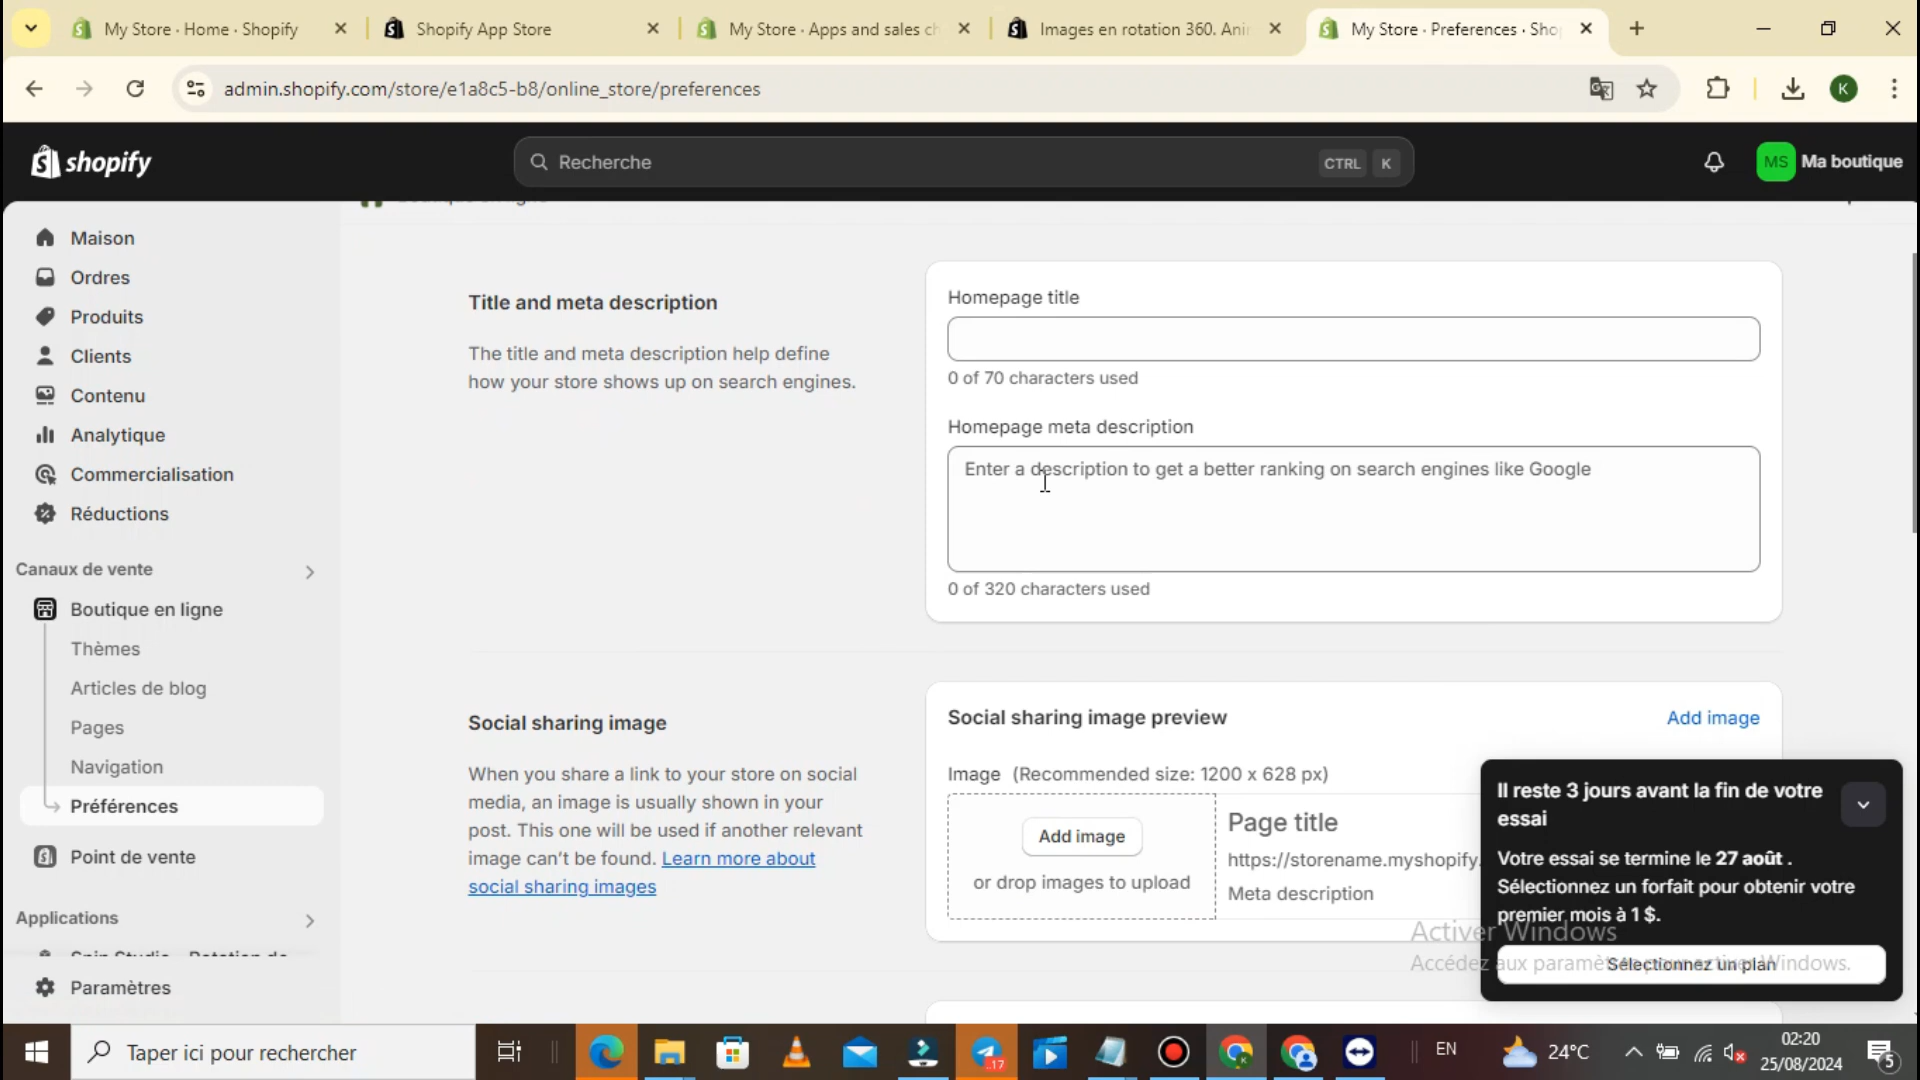 My Store · Home · Shopify
Shopify App Store
My Store · Apps and sales ch
Images en rotation 360. Ani
My Store · Preferences · Sho
admin.shopify.com/store/e1a8c5-b8/online_store/preferences
K
shopify
Recherche
CTRL K
MS Ma boutique
Maison
Ordres
Produits
Clients
Contenu
Analytique
Commercialisation
Réductions
Canaux de vente
Boutique en ligne
Thèmes
Articles de blog
Pages
Navigation
Préférences
Point de vente
Applications
Paramètres
Title and meta description
The title and meta description help define
how your store shows up on search engines.
Homepage title
0 of 70 characters used
Homepage meta description
Enter a description to get a better ranking on search engines like Google
0 of 320 characters used
Social sharing image
When you share a link to your store on social
media, an image is usually shown in your
post. This one will be used if another relevant
image can't be found. Learn more about
social sharing images
Social sharing image preview
Add image
Image (Recommended size: 1200 x 628 px)
Add image
or drop images to upload
Page title
https://storename.myshopify.
Meta description
Il reste 3 jours avant la fin de votre
essai
Votre essai se termine le 27 août .
Sélectionnez un forfait pour obtenir votre
premier mois à 1 $.
Sélectionnez un plan
Activer Windows
Accédez aux paramètres pour activer Windows.
Taper ici pour rechercher
17
EN
24°C
02:20
25/08/2024
5